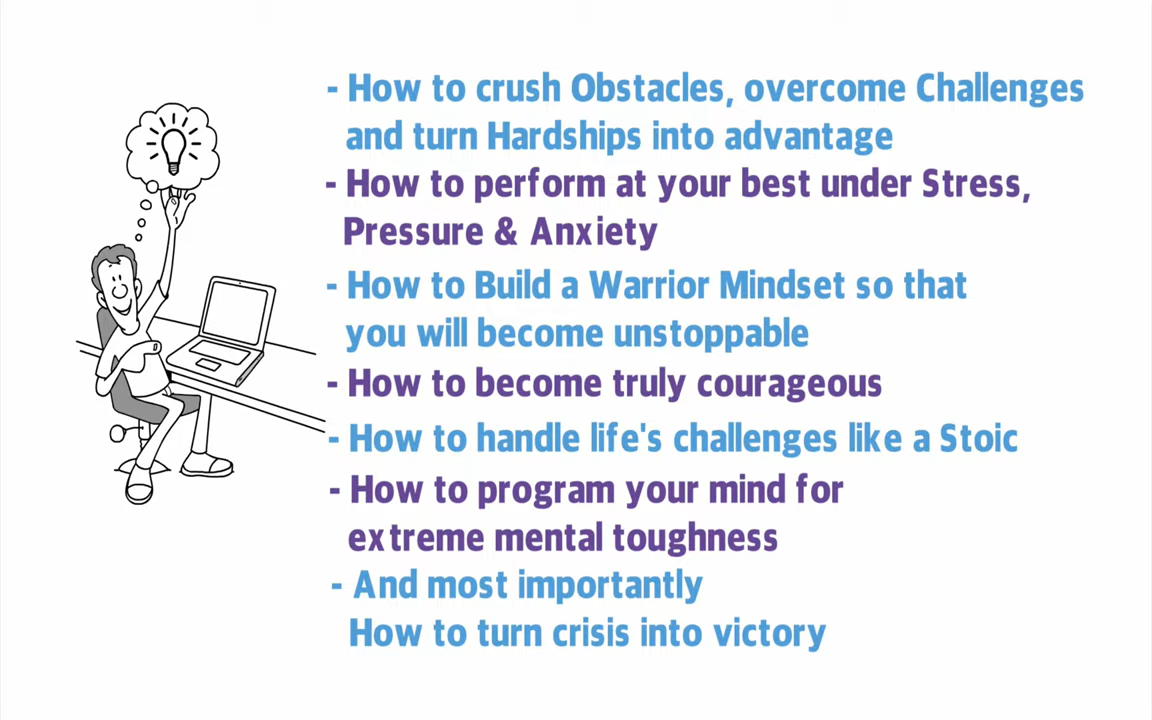 - How to crush Obstacles, overcome Challenges
and turn Hardships into advantage
- How to perform at your best under Stress,
Pressure & Anxiety
- How to Build a Warrior Mindset so that
you will become unstoppable
- How to become truly courageous
- How to handle life's challenges like a Stoic
- How to program your mind for
extreme mental toughness
- And most importantly
How to turn crisis into victory